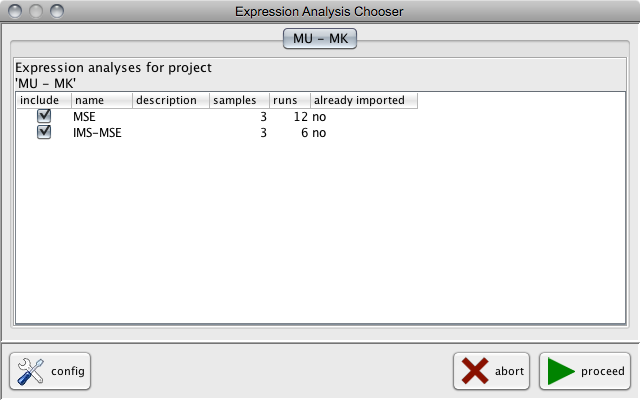 Expression Analysis Chooser
MU - MK
Expression analyses for project
'MU - MK'
include name description samples runs already imported
MSE 3 12 no
IMS-MSE 3 6 no
config abort proceed